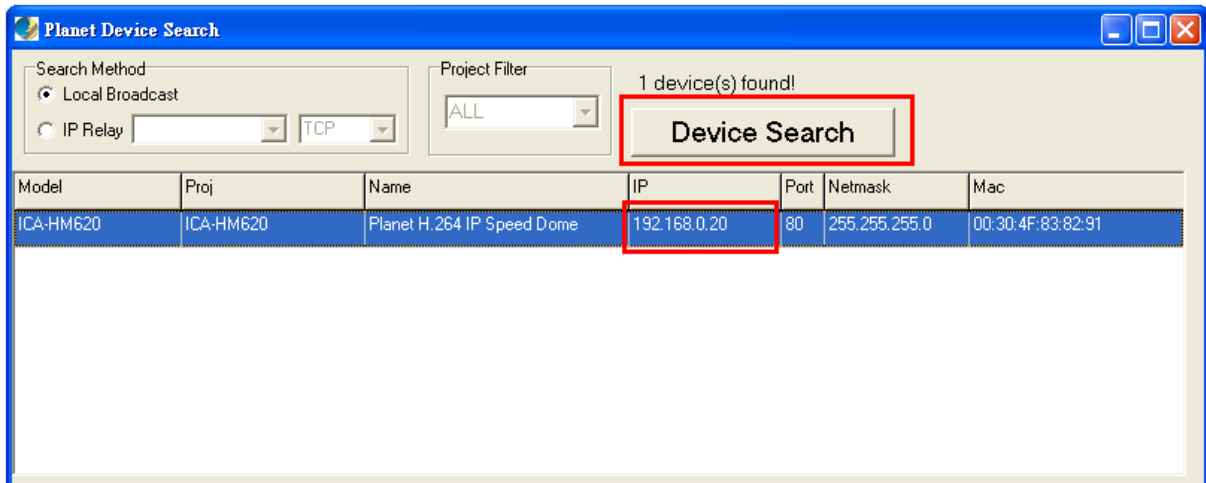 Planet Device Search
Search Method
Local Broadcast
IP Relay TCP
Project Filter
ALL
1 device(s) found!
Device Search
Model Proj Name IP Port Netmask Mac
ICA-HM620 ICA-HM620 Planet H.264 IP Speed Dome 192.168.0.20 80 255.255.255.0 00:30:4F:83:82:91